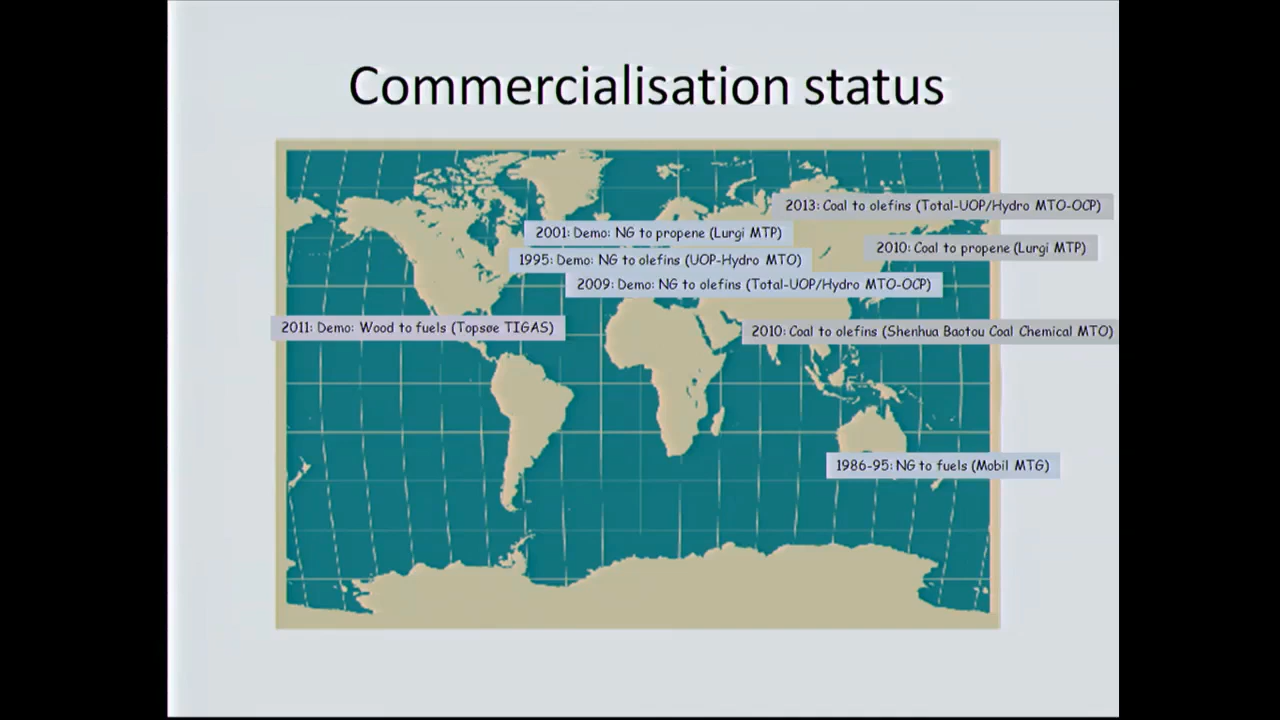 Commercialisation status
2013: Coal to olefins (Total-UOP/Hydro MTO-OCP)
2001: Demo: NG to propene (Lurgi MTP)
2010: Coal to propene (Lurgi MTP)
1995: Demo: NG to olefins (UOP-Hydro MTO)
2009: Demo: NG to olefins (Total-UOP/Hydro MTO-OCP)
2011: Demo: Wood to fuels (Topsøe TIGAS)
2010: Coal to olefins (Shenhua Baotou Coal Chemical MTO)
1986-95: NG to fuels (Mobil MTG)